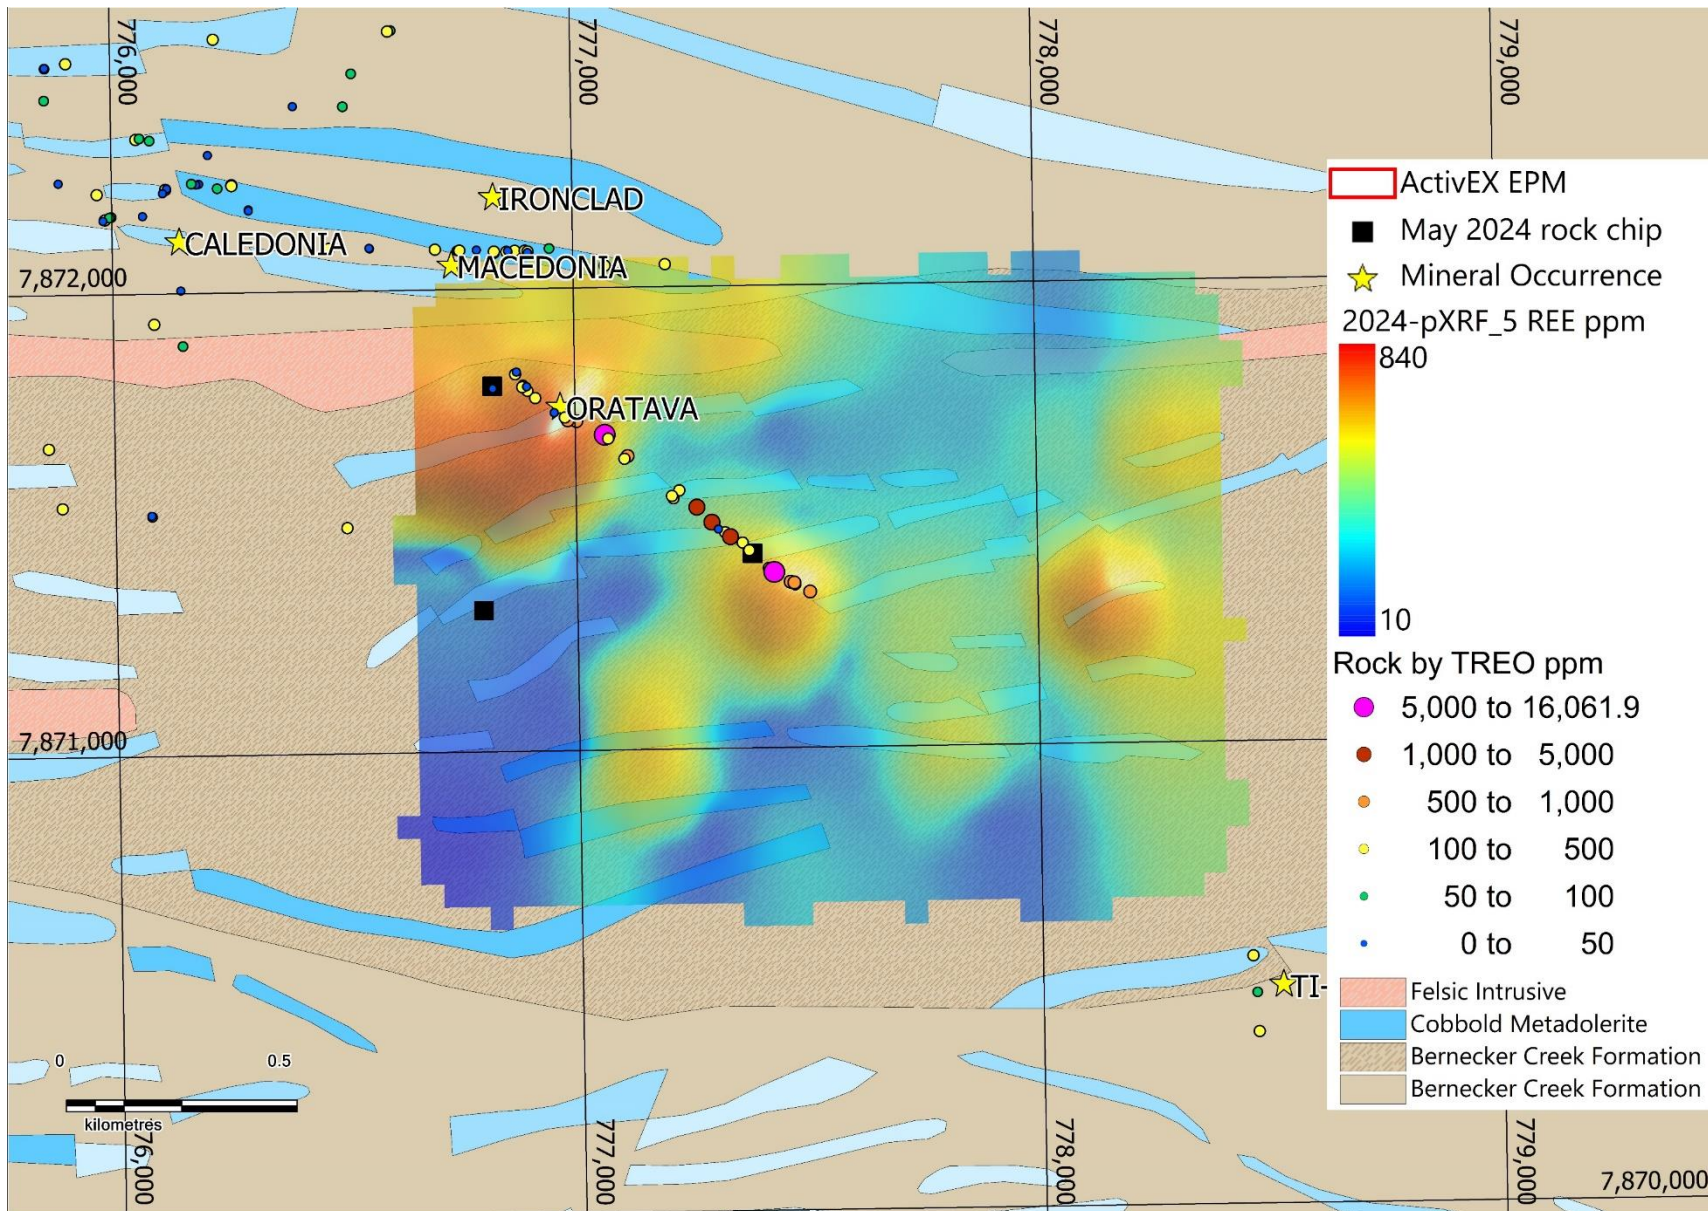 776,000
777,000
778,000
779,000
IRONCLAD
CALEDONIA
MACEDONIA
7,872,000
ORATAVA
7,871,000
TI-
0 0.5
kilometres
776,000
777,000
778,000
779,000
7,870,000
ActivEX EPM
May 2024 rock chip
Mineral Occurrence
2024-pXRF_5 REE ppm
840
10
Rock by TREO ppm
5,000 to 16,061.9
1,000 to 5,000
500 to 1,000
100 to 500
50 to 100
0 to 50
Felsic Intrusive
Cobbold Metadolerite
Bernecker Creek Formation
Bernecker Creek Formation